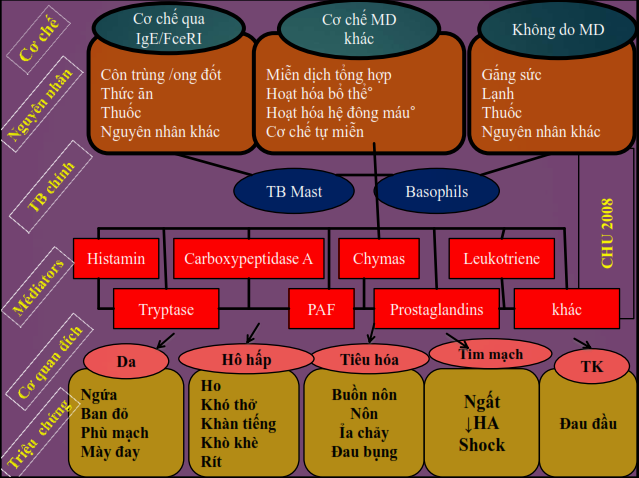 Cơ chế
Cơ chế qua
IgE/FceRI
Cơ chế MD
khác
Không do MD
Nguyên nhân
Côn trùng /ong đốt
Thức ăn
Thuốc
Nguyên nhân khác
Miễn dịch tổng hợp
Hoạt hóa bổ thể°
Hoạt hóa hệ đông máu°
Cơ chế tự miễn
Gắng sức
Lạnh
Thuốc
Nguyên nhân khác
TB chính
TB Mast
Basophils
CHU 2008
Médiators
Histamin
Carboxypeptidase A
Chymas
Leukotriene
Tryptase
PAF
Prostaglandins
khác
Cơ quan đích
Da
Hô hấp
Tiêu hóa
Tim mạch
TK
Triệu chứng
Ngứa
Ban đỏ
Phù mạch
Mày đay
Ho
Khó thở
Khàn tiếng
Khò khè
Rít
Buồn nôn
Nôn
Ỉa chảy
Đau bụng
Ngất
↓HA
Shock
Đau đầu